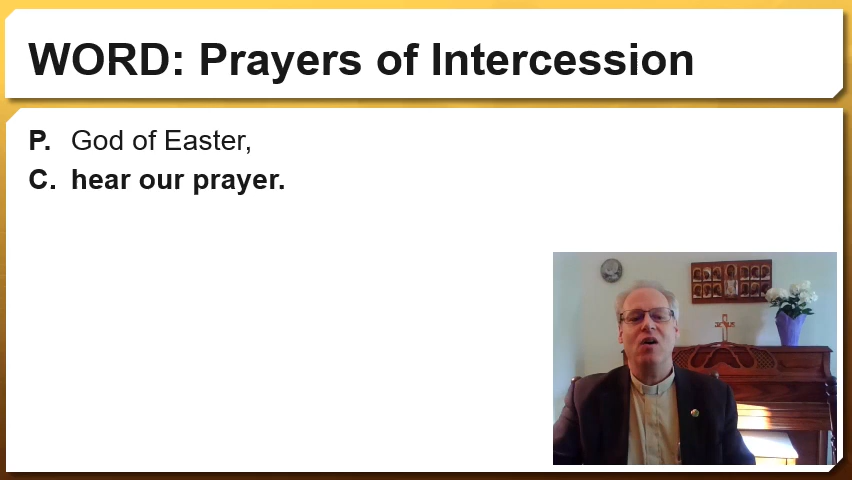 WORD: Prayers of Intercession
P. God of Easter,
C. hear our prayer.